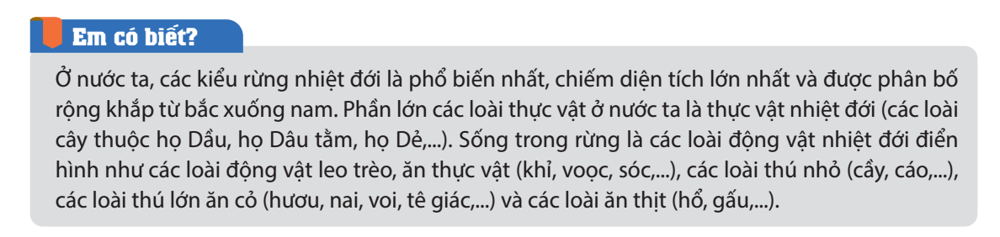 Em có biết?
Ở nước ta, các kiểu rừng nhiệt đới là phổ biến nhất, chiếm diện tích lớn nhất và được phân bố
rộng khắp từ bắc xuống nam. Phần lớn các loài thực vật ở nước ta là thực vật nhiệt đới (các loài
cây thuộc họ Dầu, họ Dâu tằm, họ Dẻ,...). Sống trong rừng là các loài động vật nhiệt đới điển
hình như các loài động vật leo trèo, ăn thực vật (khỉ, voọc, sóc,...), các loài thú nhỏ (cầy, cáo,...),
các loài thú lớn ăn cỏ (hươu, nai, voi, tê giác,...) và các loài ăn thịt (hổ, gấu,...).